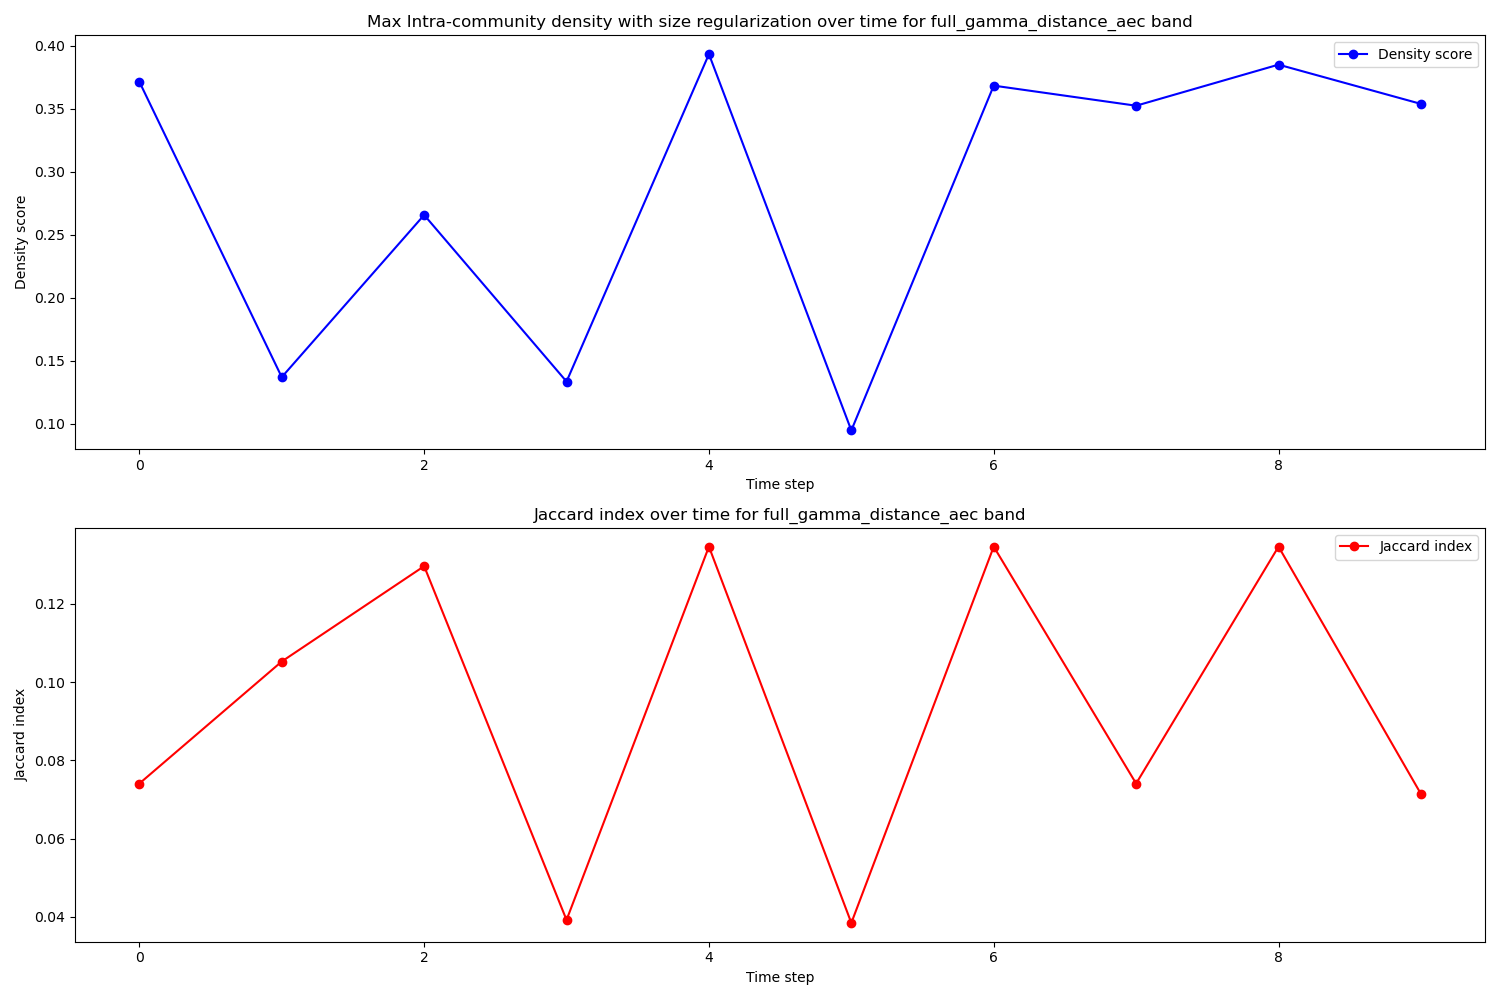 Max Intra-community density with size regularization over time for full_gamma_distance_aec band
Density score
0.40
0.35
0.30
0.25
0.20
0.15
0.10
Density score
0
2
4
6
8
Time step
Jaccard index over time for full_gamma_distance_aec band
Jaccard index
0.12
0.10
0.08
0.06
0.04
Jaccard index
0
2
4
6
8
Time step